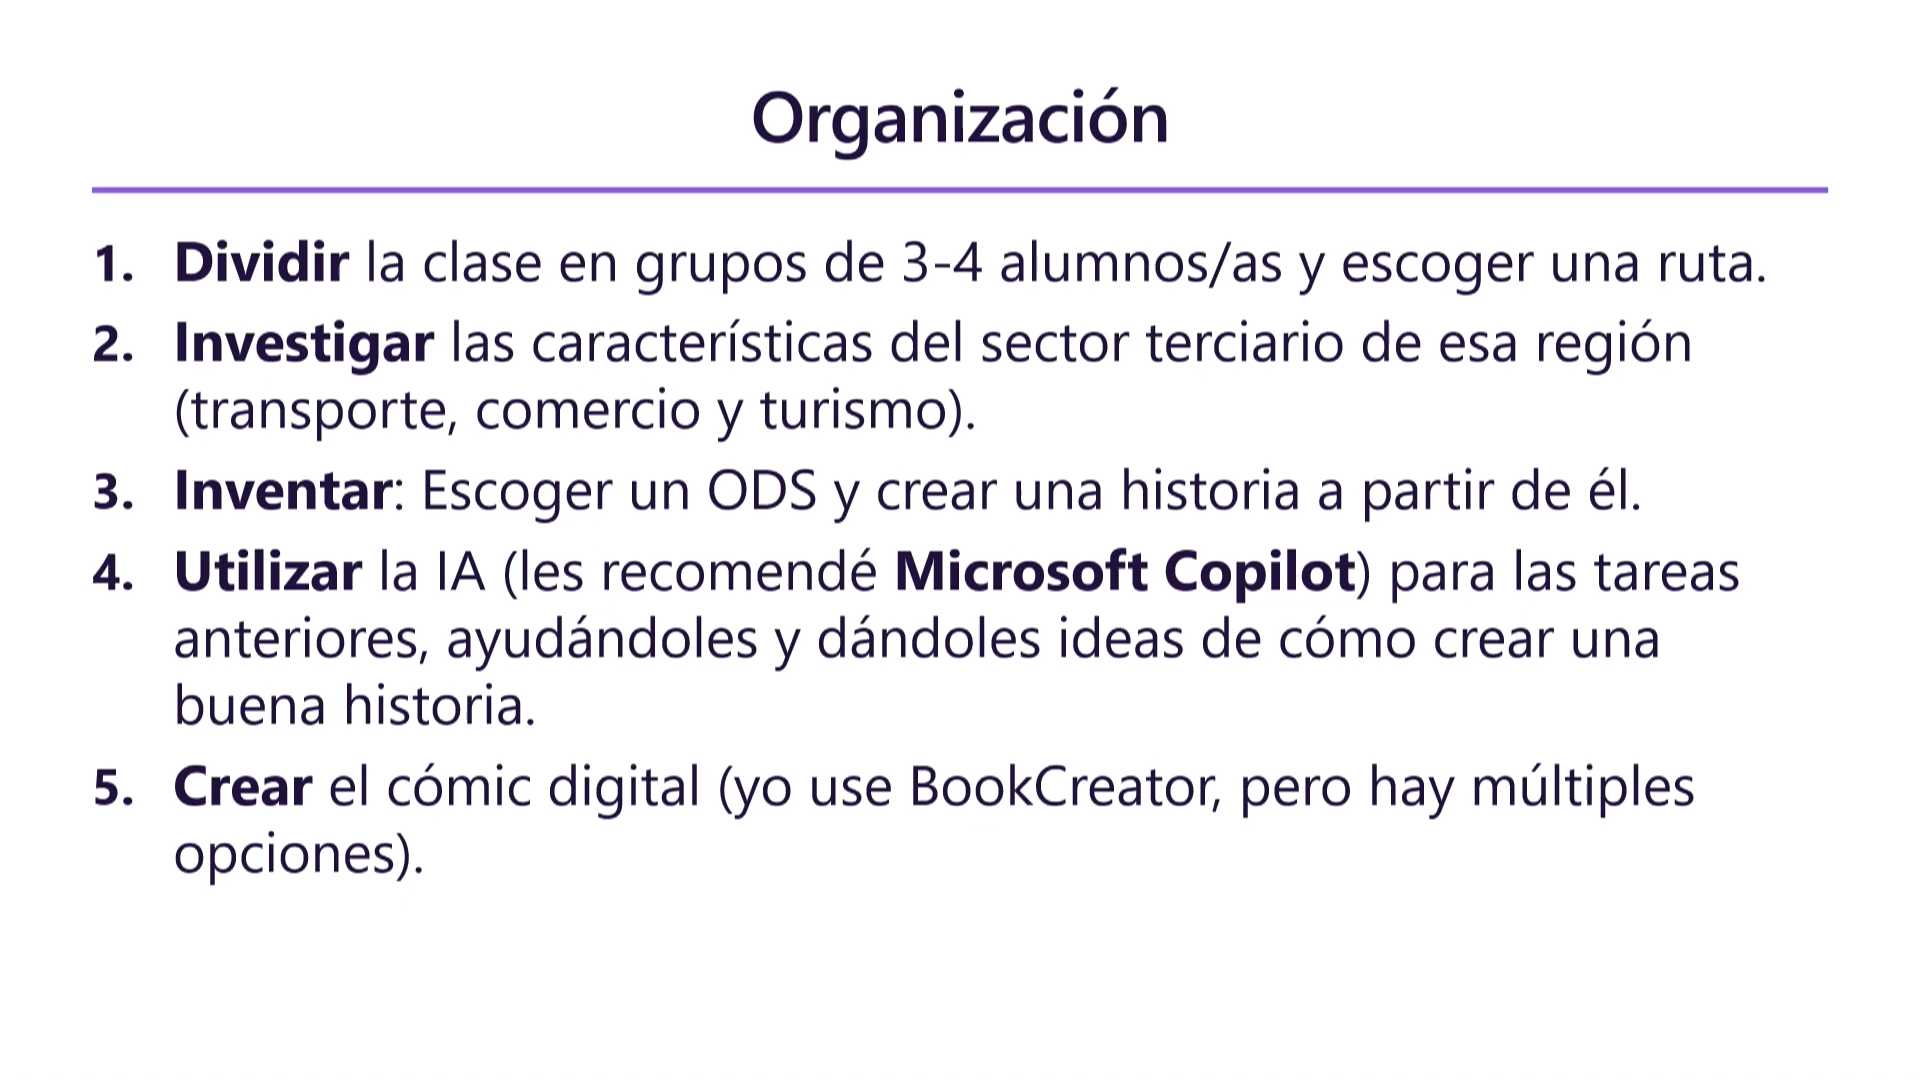 Organización
1. Dividir la clase en grupos de 3-4 alumnos/as y escoger una ruta.
2. Investigar las características del sector terciario de esa región
(transporte, comercio y turismo).
3. Inventar: Escoger un ODS y crear una historia a partir de él.
4. Utilizar la IA (les recomendé Microsoft Copilot) para las tareas
anteriores, ayudándoles y dándoles ideas de cómo crear una
buena historia.
5. Crear el cómic digital (yo use BookCreator, pero hay múltiples
opciones).